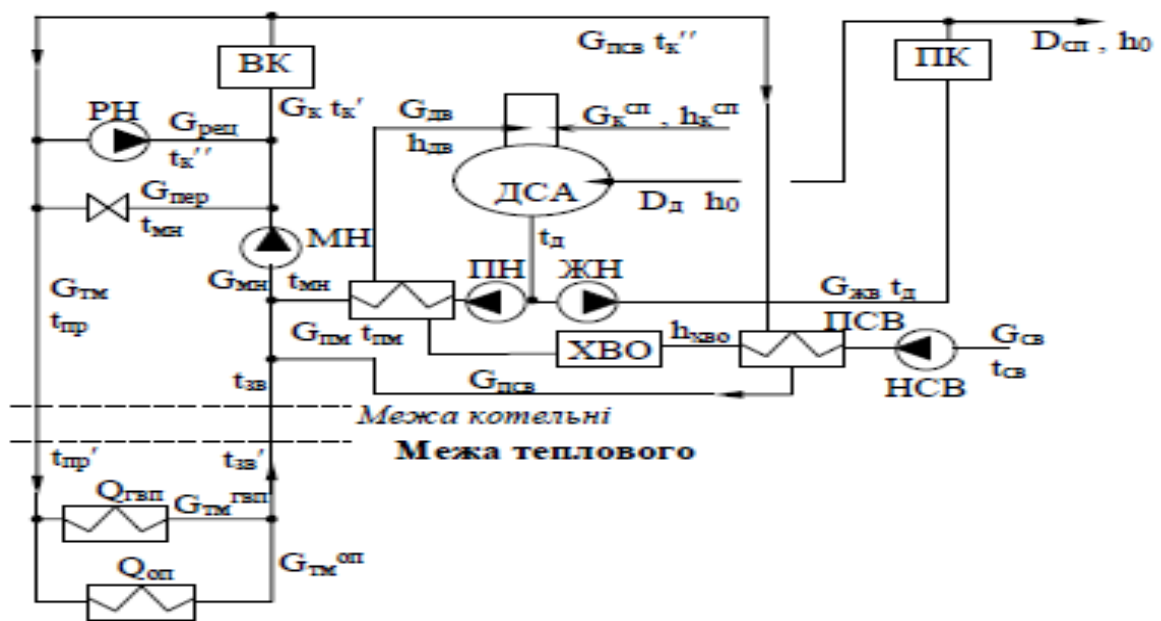 Gпсв tк′′
Dсп , h0
ВК
ПК
РН
Gк tк′
Gдв
Gксп , hксп
Gрец
hдв
tк′′
ДСА
Gпер
Dд h0
tмн
МН
tд
Gмн tмн
ПН
ЖН
Gтм
Gжв tд
tпр
ПСВ
Gпм tпм
ХВО
hхво
Gсв
tсв
НСВ
tзв
Gпсв
Межа котельні
Межа теплового
tпр′
tзв′
Qгвп
Gтмгвп
Qоп
Gтмоп